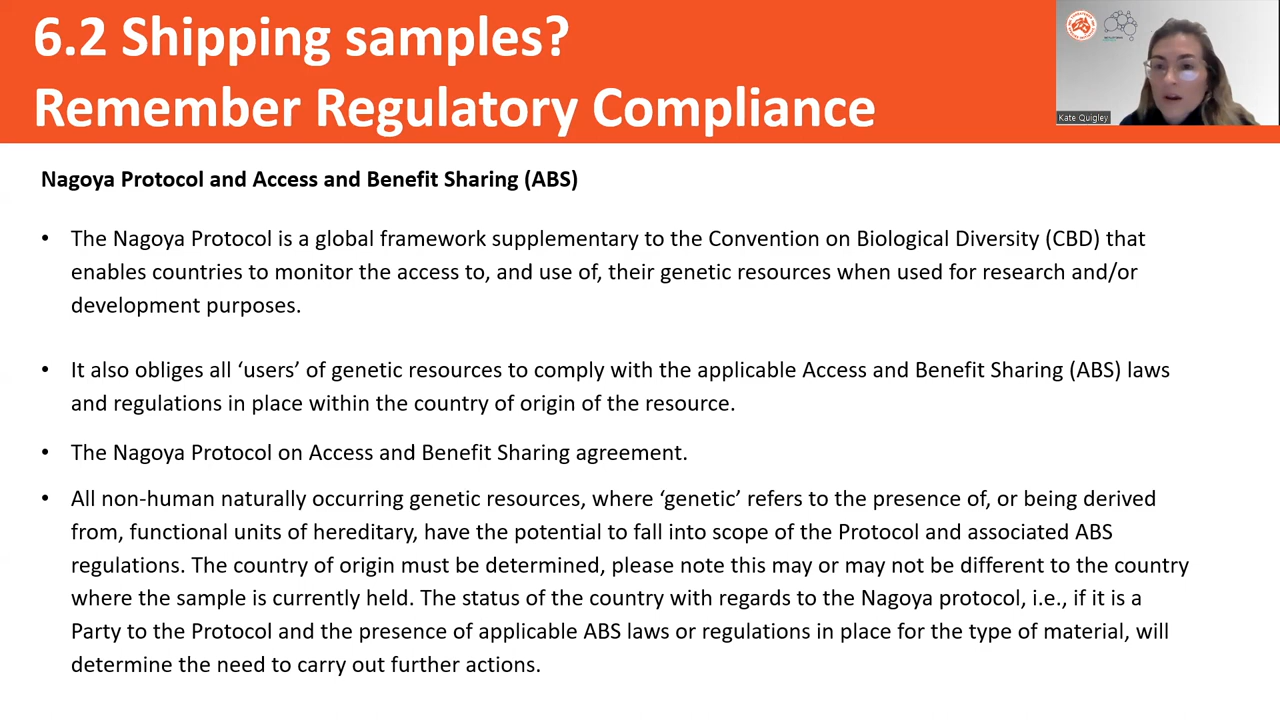 6.2 Shipping samples?
Remember Regulatory Compliance
Kate Quigley
Nagoya Protocol and Access and Benefit Sharing (ABS)
• The Nagoya Protocol is a global framework supplementary to the Convention on Biological Diversity (CBD) that
enables countries to monitor the access to, and use of, their genetic resources when used for research and/or
development purposes.
• It also obliges all ‘users’ of genetic resources to comply with the applicable Access and Benefit Sharing (ABS) laws
and regulations in place within the country of origin of the resource.
• The Nagoya Protocol on Access and Benefit Sharing agreement.
• All non-human naturally occurring genetic resources, where ‘genetic’ refers to the presence of, or being derived
from, functional units of hereditary, have the potential to fall into scope of the Protocol and associated ABS
regulations. The country of origin must be determined, please note this may or may not be different to the country
where the sample is currently held. The status of the country with regards to the Nagoya protocol, i.e., if it is a
Party to the Protocol and the presence of applicable ABS laws or regulations in place for the type of material, will
determine the need to carry out further actions.